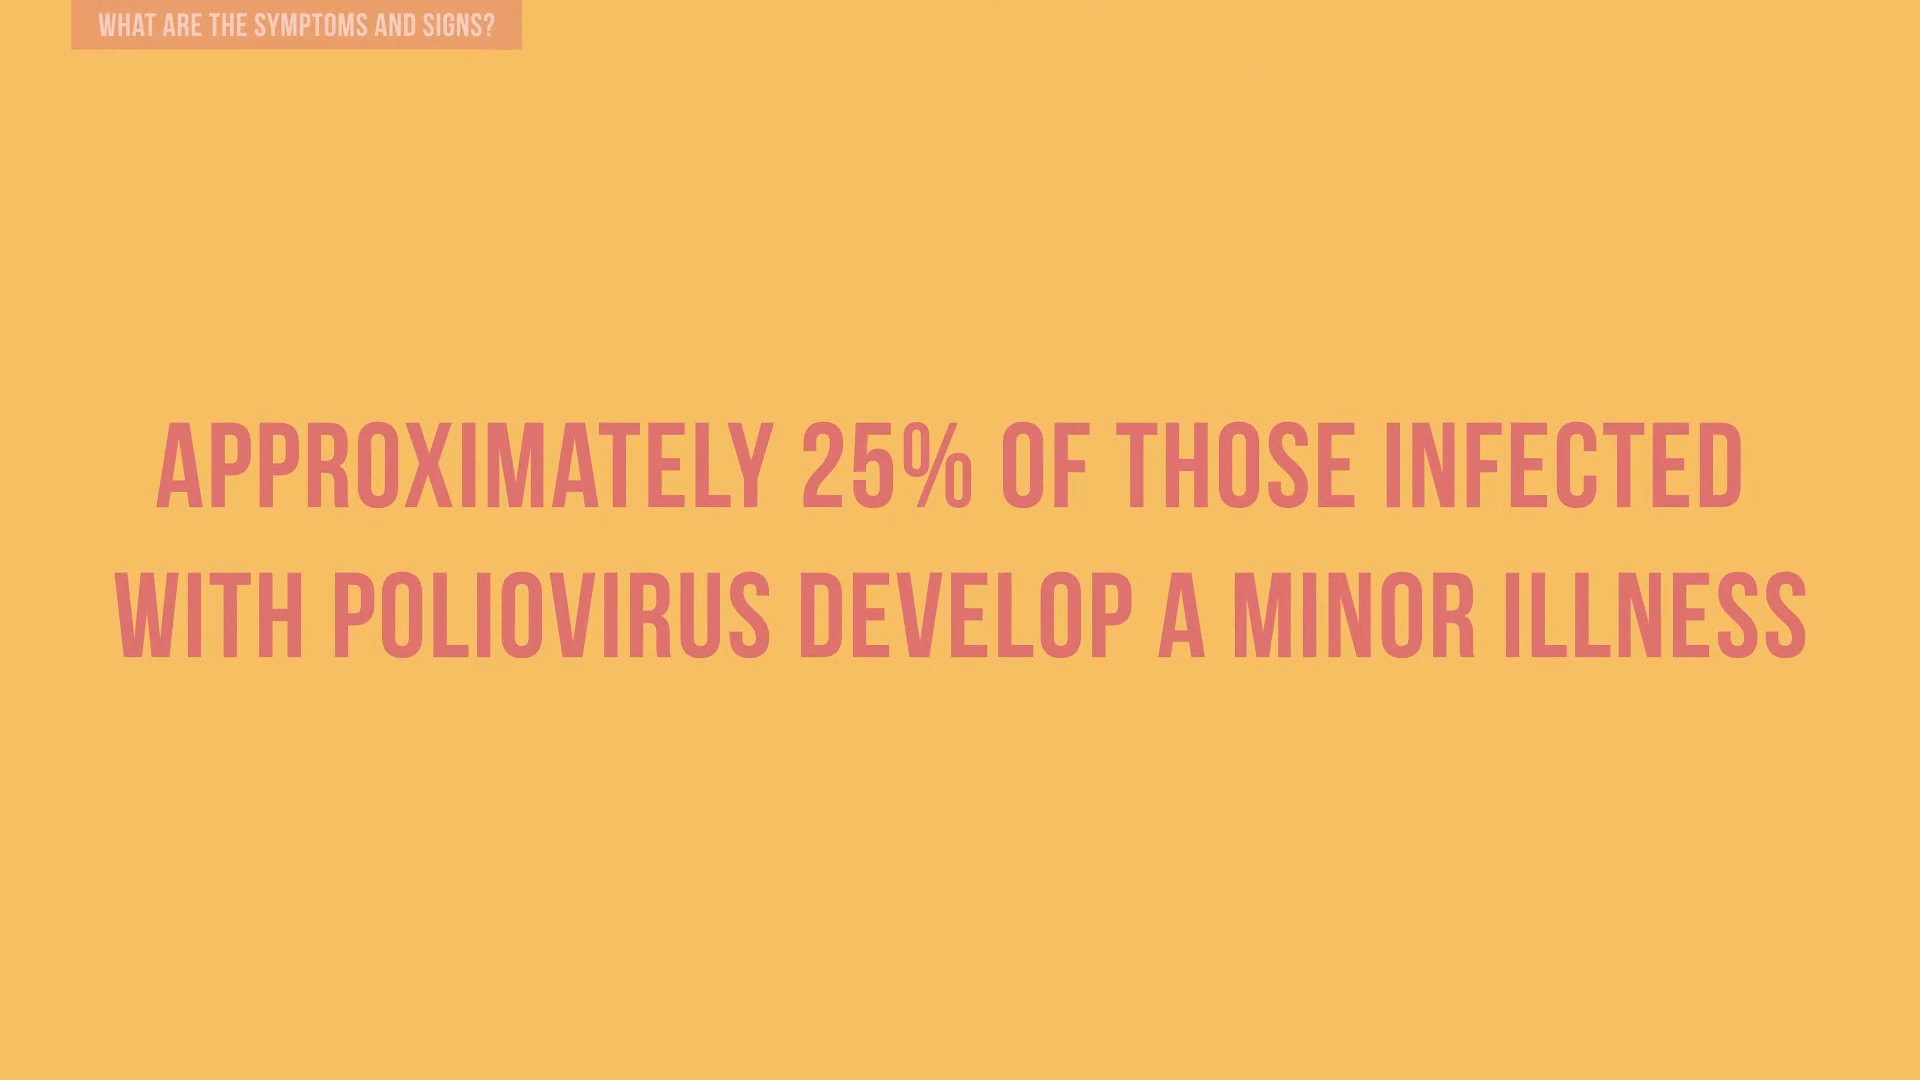 WHAT ARE THE SYMPTOMS AND SIGNS?
APPROXIMATELY 25% OF THOSE INFECTED
WITH POLIOVIRUS DEVELOP A MINOR ILLNESS